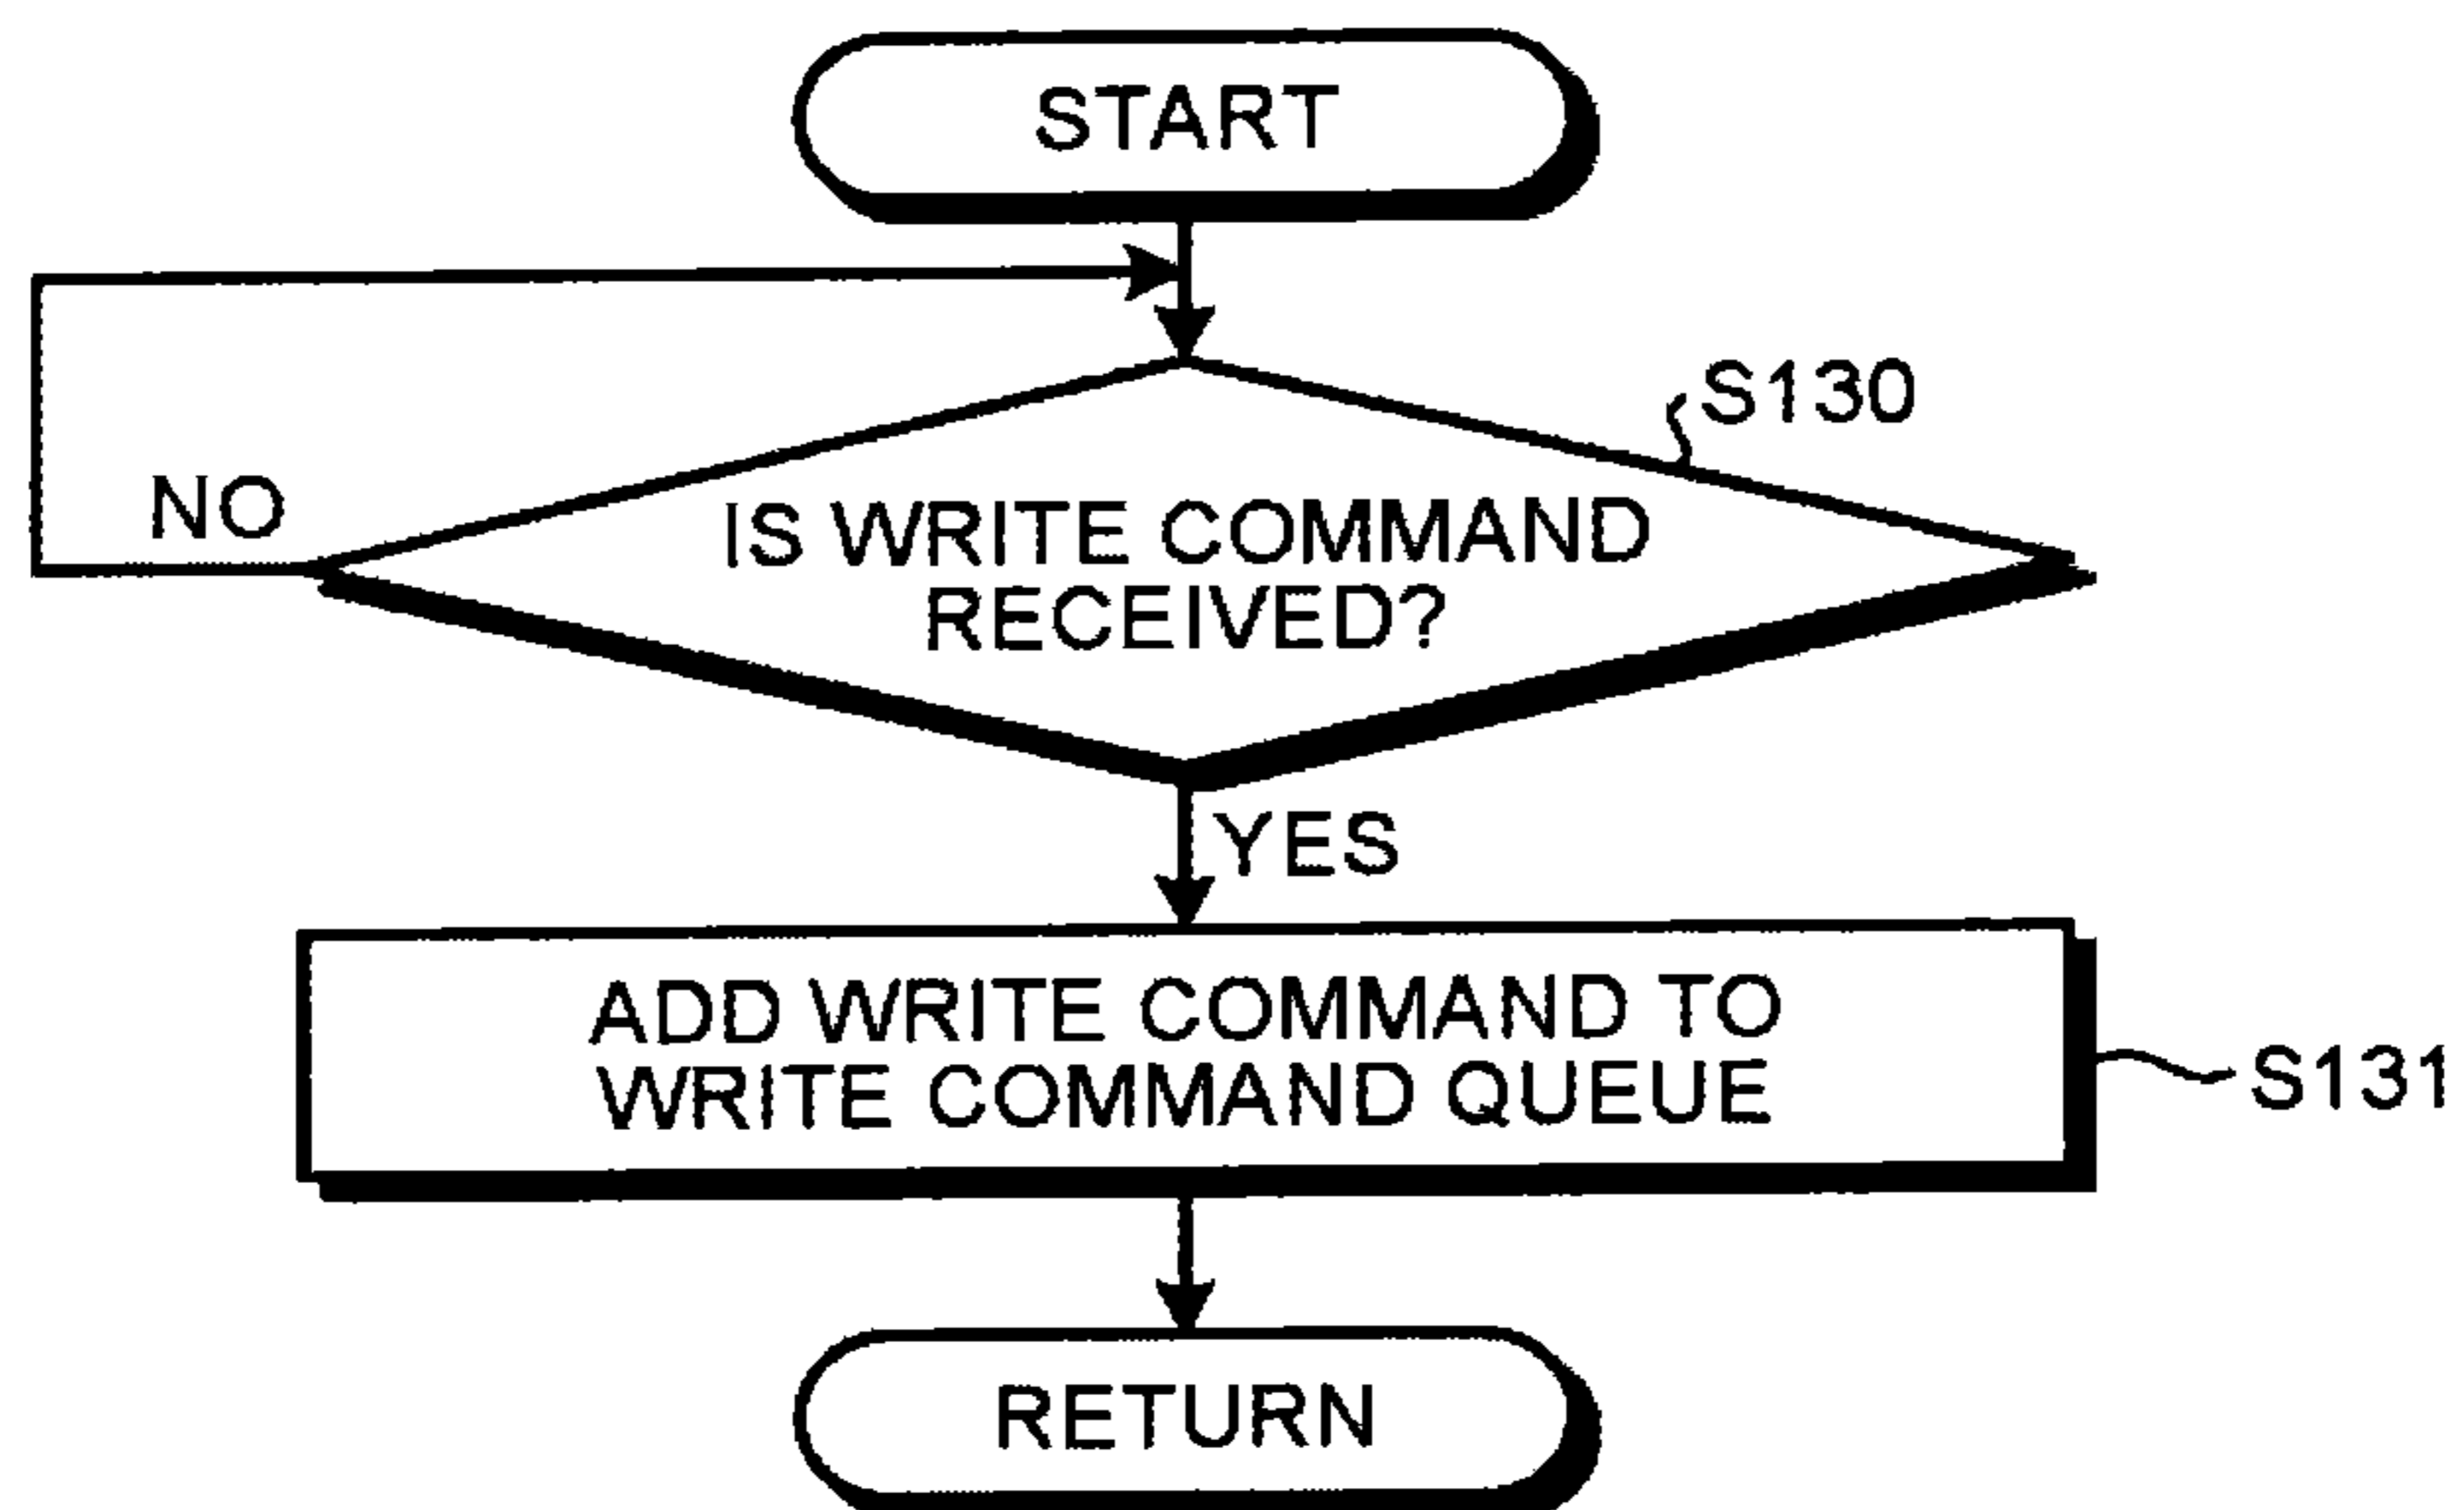 START
S130
NO
IS WRITE COMMAND
RECEIVED?
YES
ADD WRITE COMMAND TO
WRITE COMMAND QUEUE
S131
RETURN